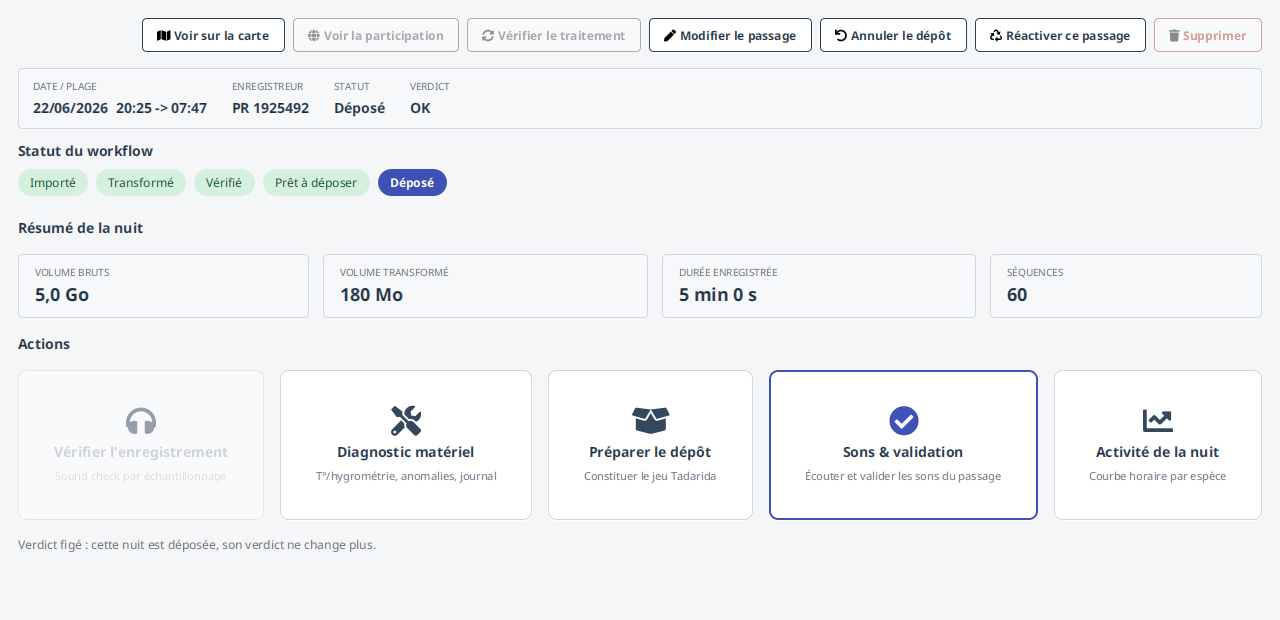 Voir sur la carte Voir la participation Vérifier le traitement Modifier le passage Annuler le dépôt Réactiver ce passage Supprimer
DATE / PLAGE ENREGISTREUR STATUT VERDICT
22/06/2026 20:25 -> 07:47 PR 1925492 Déposé OK
Statut du workflow
Importé Transformé Vérifié Prêt à déposer Déposé
Résumé de la nuit
VOLUME BRUTS VOLUME TRANSFORMÉ DURÉE ENREGISTRÉE SÉQUENCES
5,0 Go 180 Mo 5 min 0 s 60
Actions
Vérifier l'enregistrement Diagnostic matériel Préparer le dépôt Sons & validation Activité de la nuit
Sound check par échantillonnage T°/hygrométrie, anomalies, journal Constituer le jeu Tadarida Écouter et valider les sons du passage Courbe horaire par espèce
Verdict figé : cette nuit est déposée, son verdict ne change plus.